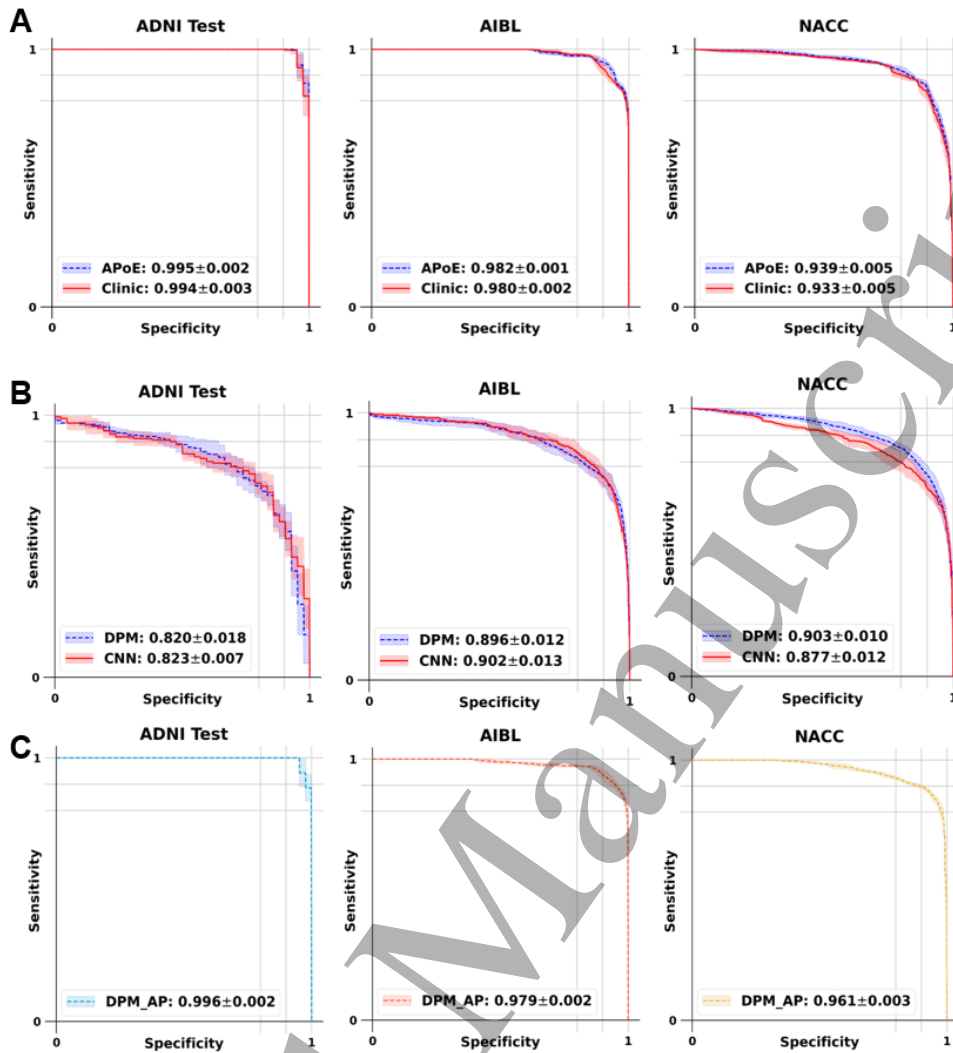 A
ADNI Test
AIBL
NACC
1
1
1
Sensitivity
Sensitivity
Sensitivity
APoE: 0.995±0.002
Clinic: 0.994±0.003
APoE: 0.982±0.001
Clinic: 0.980±0.002
APoE: 0.939±0.005
Clinic: 0.933±0.005
0
0
0
0
Specificity
1
0
Specificity
1
0
Specificity
1
B
ADNI Test
AIBL
NACC
1
1
1
Sensitivity
Sensitivity
Sensitivity
DPM: 0.820±0.018
CNN: 0.823±0.007
DPM: 0.896±0.012
CNN: 0.902±0.013
DPM: 0.903±0.010
CNN: 0.877±0.012
0
0
0
0
Specificity
1
0
Specificity
1
0
Specificity
1
C
ADNI Test
AIBL
NACC
1
1
1
Sensitivity
Sensitivity
Sensitivity
DPM_AP: 0.996±0.002
DPM_AP: 0.979±0.002
DPM_AP: 0.961±0.003
0
0
0
0
Specificity
1
0
Specificity
1
0
Specificity
1
Manuscri